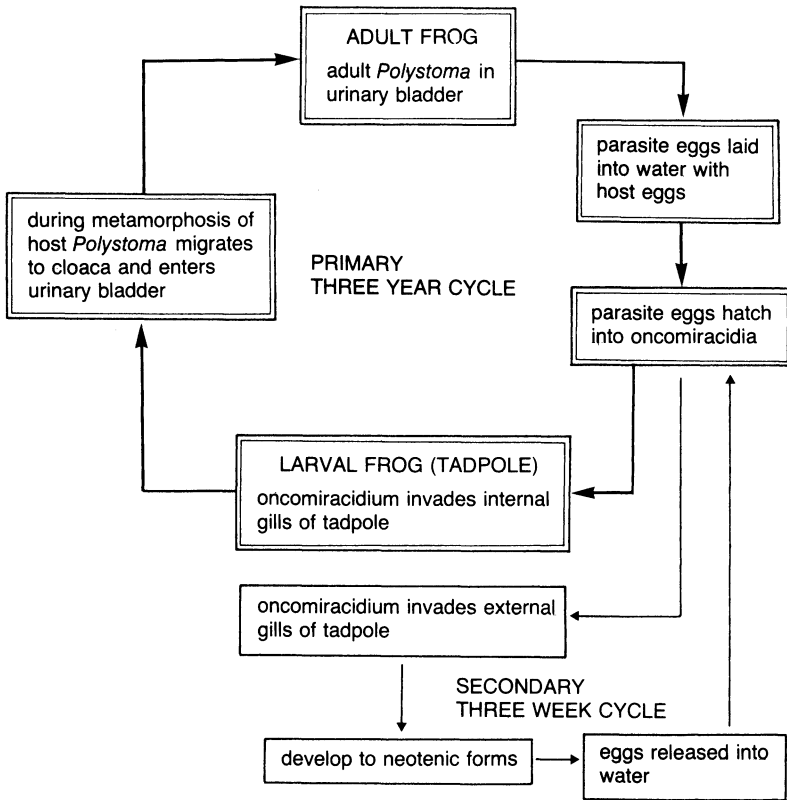 ADULT FROG
adult Polystoma in
urinary bladder
parasite eggs laid
into water with
host eggs
during metamorphosis of
host Polystoma migrates
to cloaca and enters
urinary bladder
PRIMARY
THREE YEAR CYCLE
parasite eggs hatch
into oncomiracidia
LARVAL FROG (TADPOLE)
oncomiracidium invades internal
gills of tadpole
oncomiracidium invades external
gills of tadpole
SECONDARY
THREE WEEK CYCLE
develop to neotenic forms
eggs released into
water